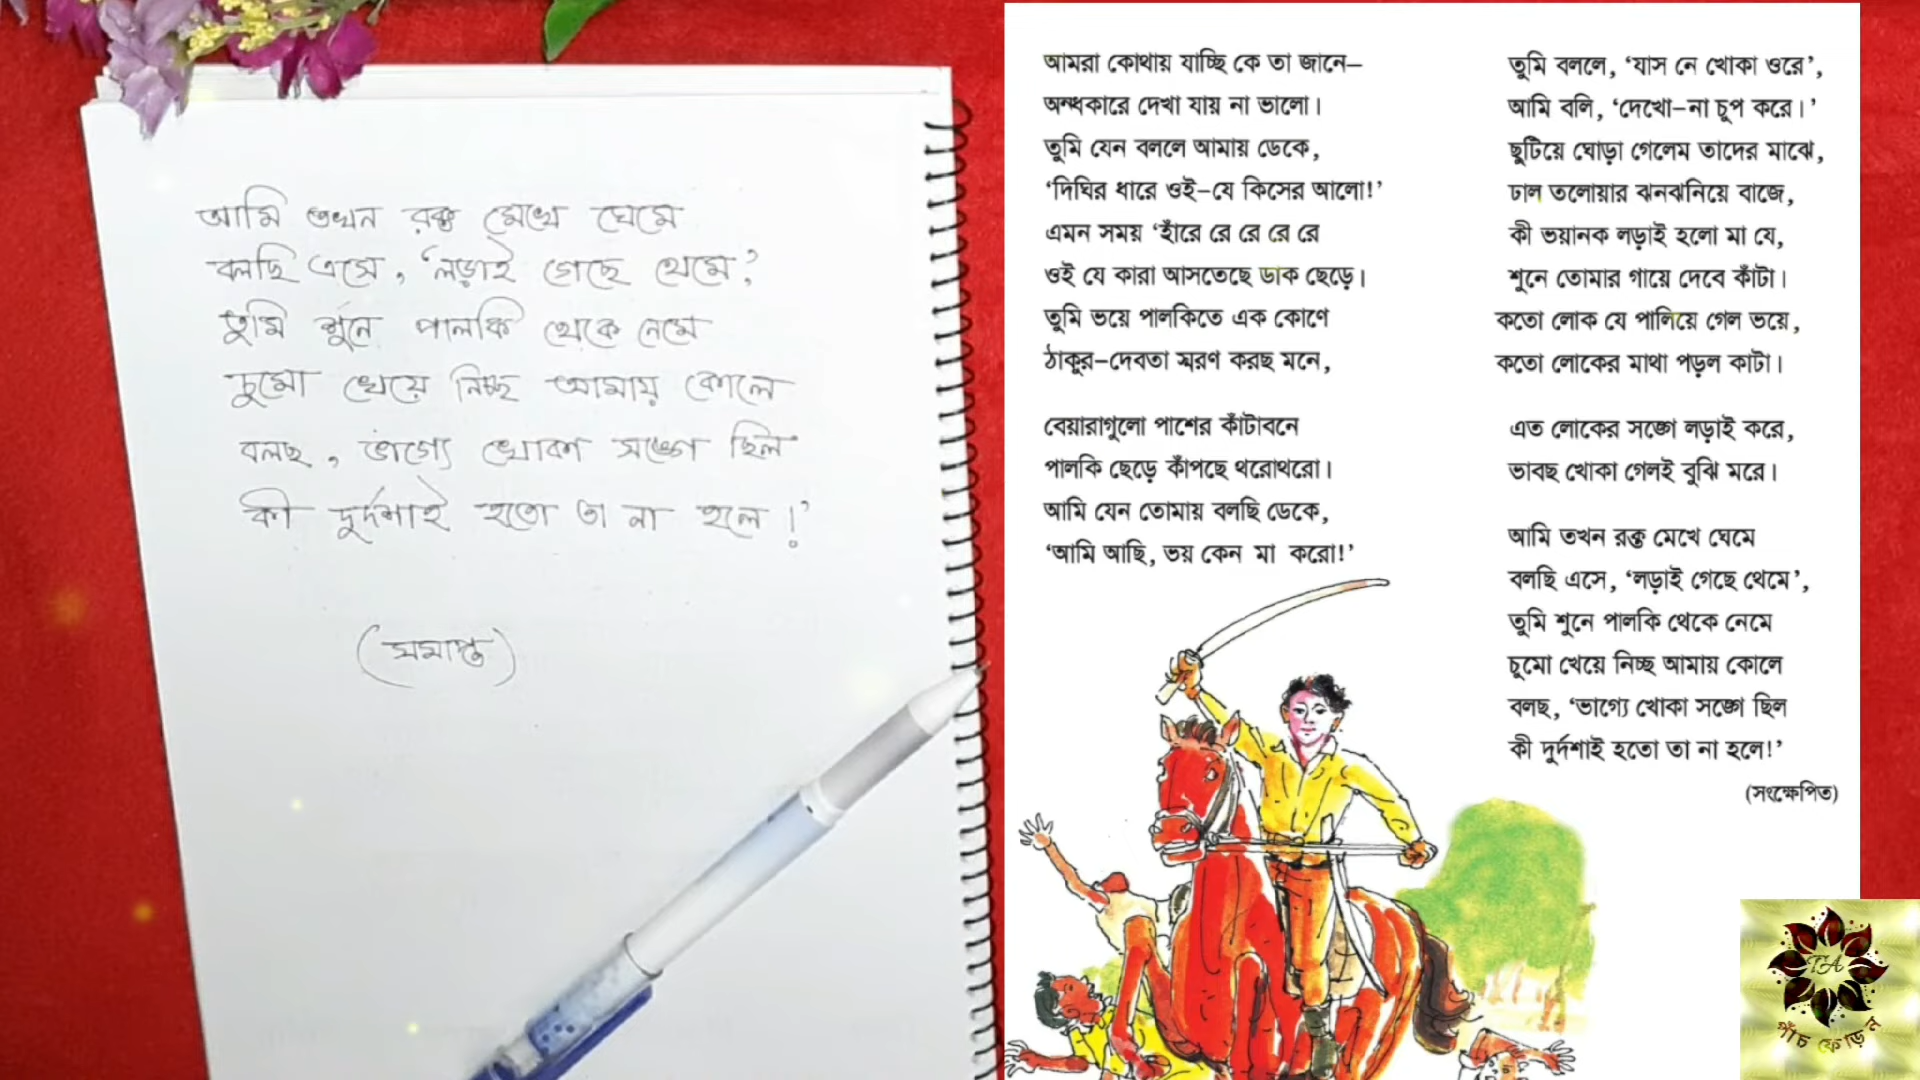 আমি তখন রক্ত মেখে ঘেমে
বলছি এসে, 'লড়াই গেছে থেমে',
তুমি শুনে পালকি থেকে নেমে
চুমো খেয়ে নিচ্ছ আমায় কোলে
বলছ, ভাগ্যে খোকা সঙ্গে ছিল
কী দুর্দশাই হতো তা না হলে!'
(সমাপ্ত)
আমরা কোথায় যাচ্ছি কে তা জানে–
অন্ধকারে দেখা যায় না ভালো।
তুমি যেন বললে আমায় ডেকে,
'দিঘির ধারে ওই-যে কিসের আলো!'
এমন সময় 'হাঁরে রে রে রে রে
ওই যে কারা আসতেছে ডাক ছেড়ে।
তুমি ভয়ে পালকিতে এক কোণে
ঠাকুর-দেবতা স্মরণ করছ মনে,
বেয়ারাগুলো পাশের কাঁটাবনে
পালকি ছেড়ে কাঁপছে থরোথরো।
আমি যেন তোমায় বলছি ডেকে,
'আমি আছি, ভয় কেন মা করো!'
তুমি বললে, 'যাস নে খোকা ওরে',
আমি বলি, 'দেখো-না চুপ করে।'
ছুটিয়ে ঘোড়া গেলেম তাদের মাঝে,
ঢাল তলোয়ার ঝনঝনিয়ে বাজে,
কী ভয়ানক লড়াই হলো মা যে,
শুনে তোমার গায়ে দেবে কাঁটা।
কতো লোক যে পালিয়ে গেল ভয়ে,
কতো লোকের মাথা পড়ল কাটা।
এত লোকের সঙ্গে লড়াই করে,
ভাবছ খোকা গেলই বুঝি মরে।
আমি তখন রক্ত মেখে ঘেমে
বলছি এসে, 'লড়াই গেছে থেমে',
তুমি শুনে পালকি থেকে নেমে
চুমো খেয়ে নিচ্ছ আমায় কোলে
বলছ, 'ভাগ্যে খোকা সঙ্গে ছিল
কী দুর্দশাই হতো তা না হলে!'
(সংক্ষেপিত)
TA
পাঁচ ফোড়ন